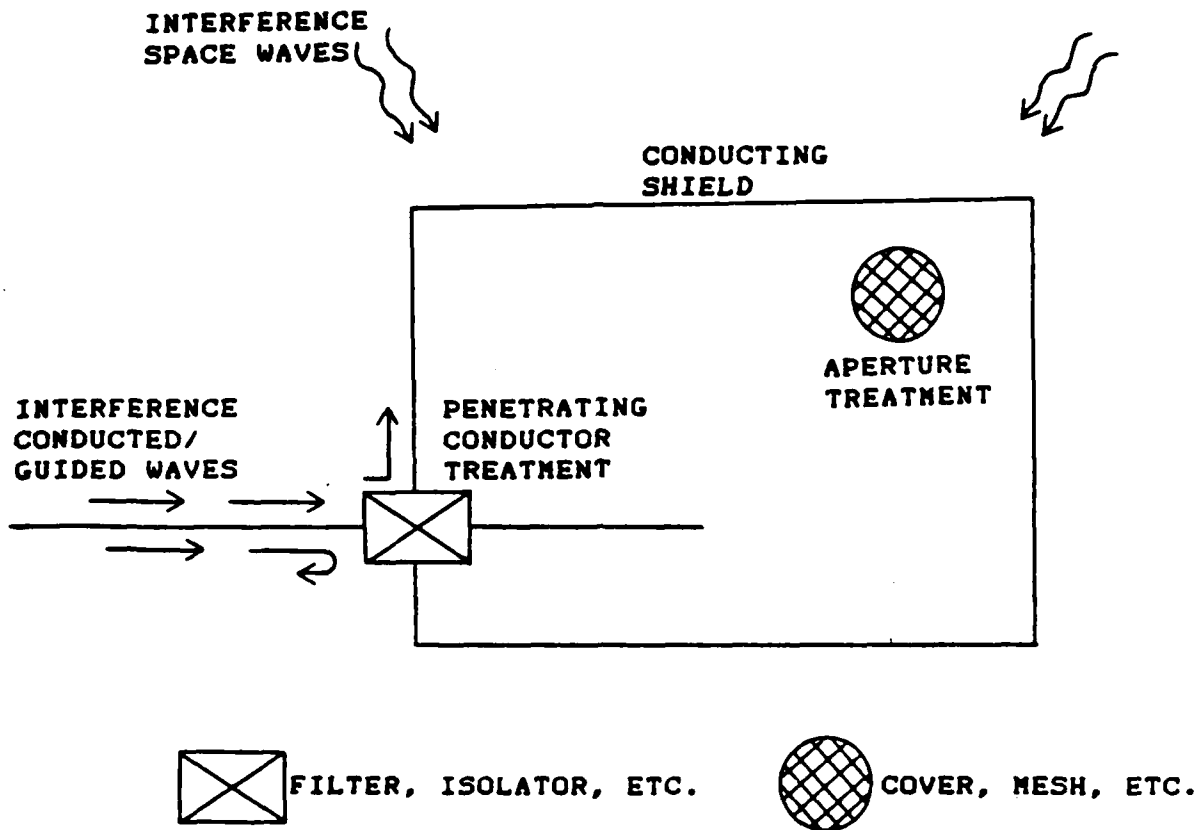 INTERFERENCE
SPACE WAVES
CONDUCTING
SHIELD
APERTURE
TREATMENT
INTERFERENCE
CONDUCTED/
GUIDED WAVES
PENETRATING
CONDUCTOR
TREATMENT
FILTER, ISOLATOR, ETC.
COVER, MESH, ETC.